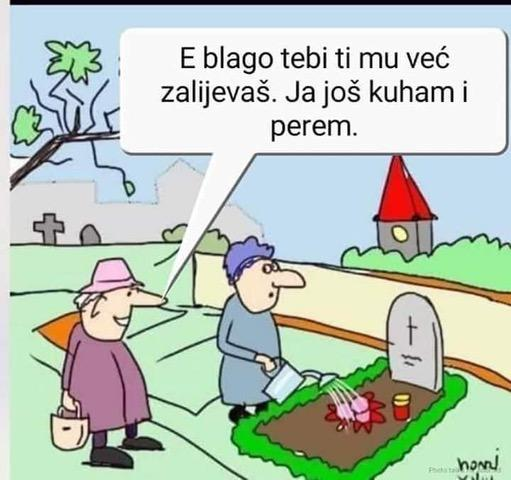 E blago tebi ti mu već
zalijevaš. Ja još kuham i
perem.